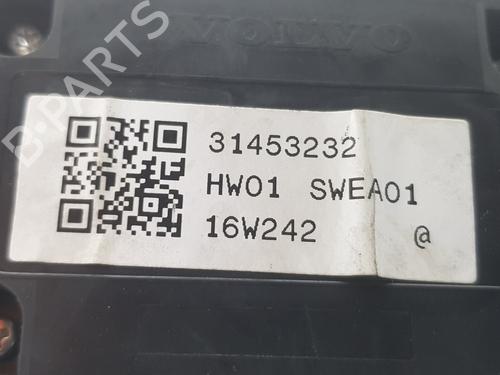 VOLVO
B-PARTS
31453232
HW01 SWEA01
16W242 @